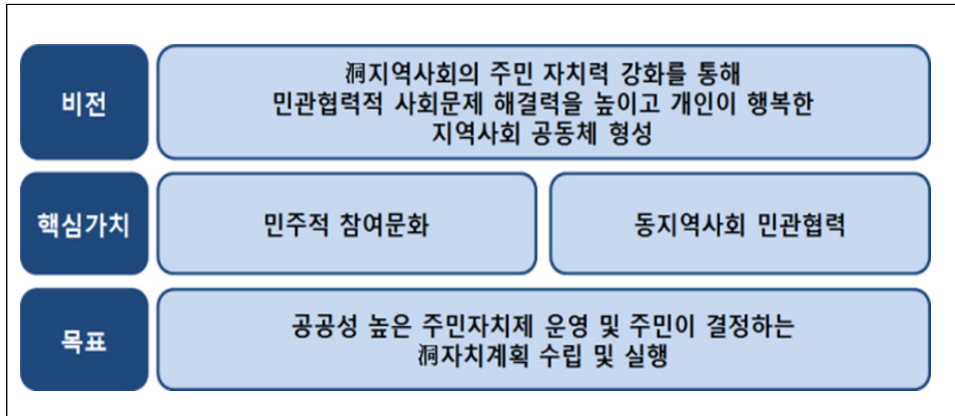 비전
洞지역사회의 주민 자치력 강화를 통해
민관협력적 사회문제 해결력을 높이고 개인이 행복한
지역사회 공동체 형성
핵심가치
민주적 참여문화
동지역사회 민관협력
목표
공공성 높은 주민자치제 운영 및 주민이 결정하는
洞자치계획 수립 및 실행